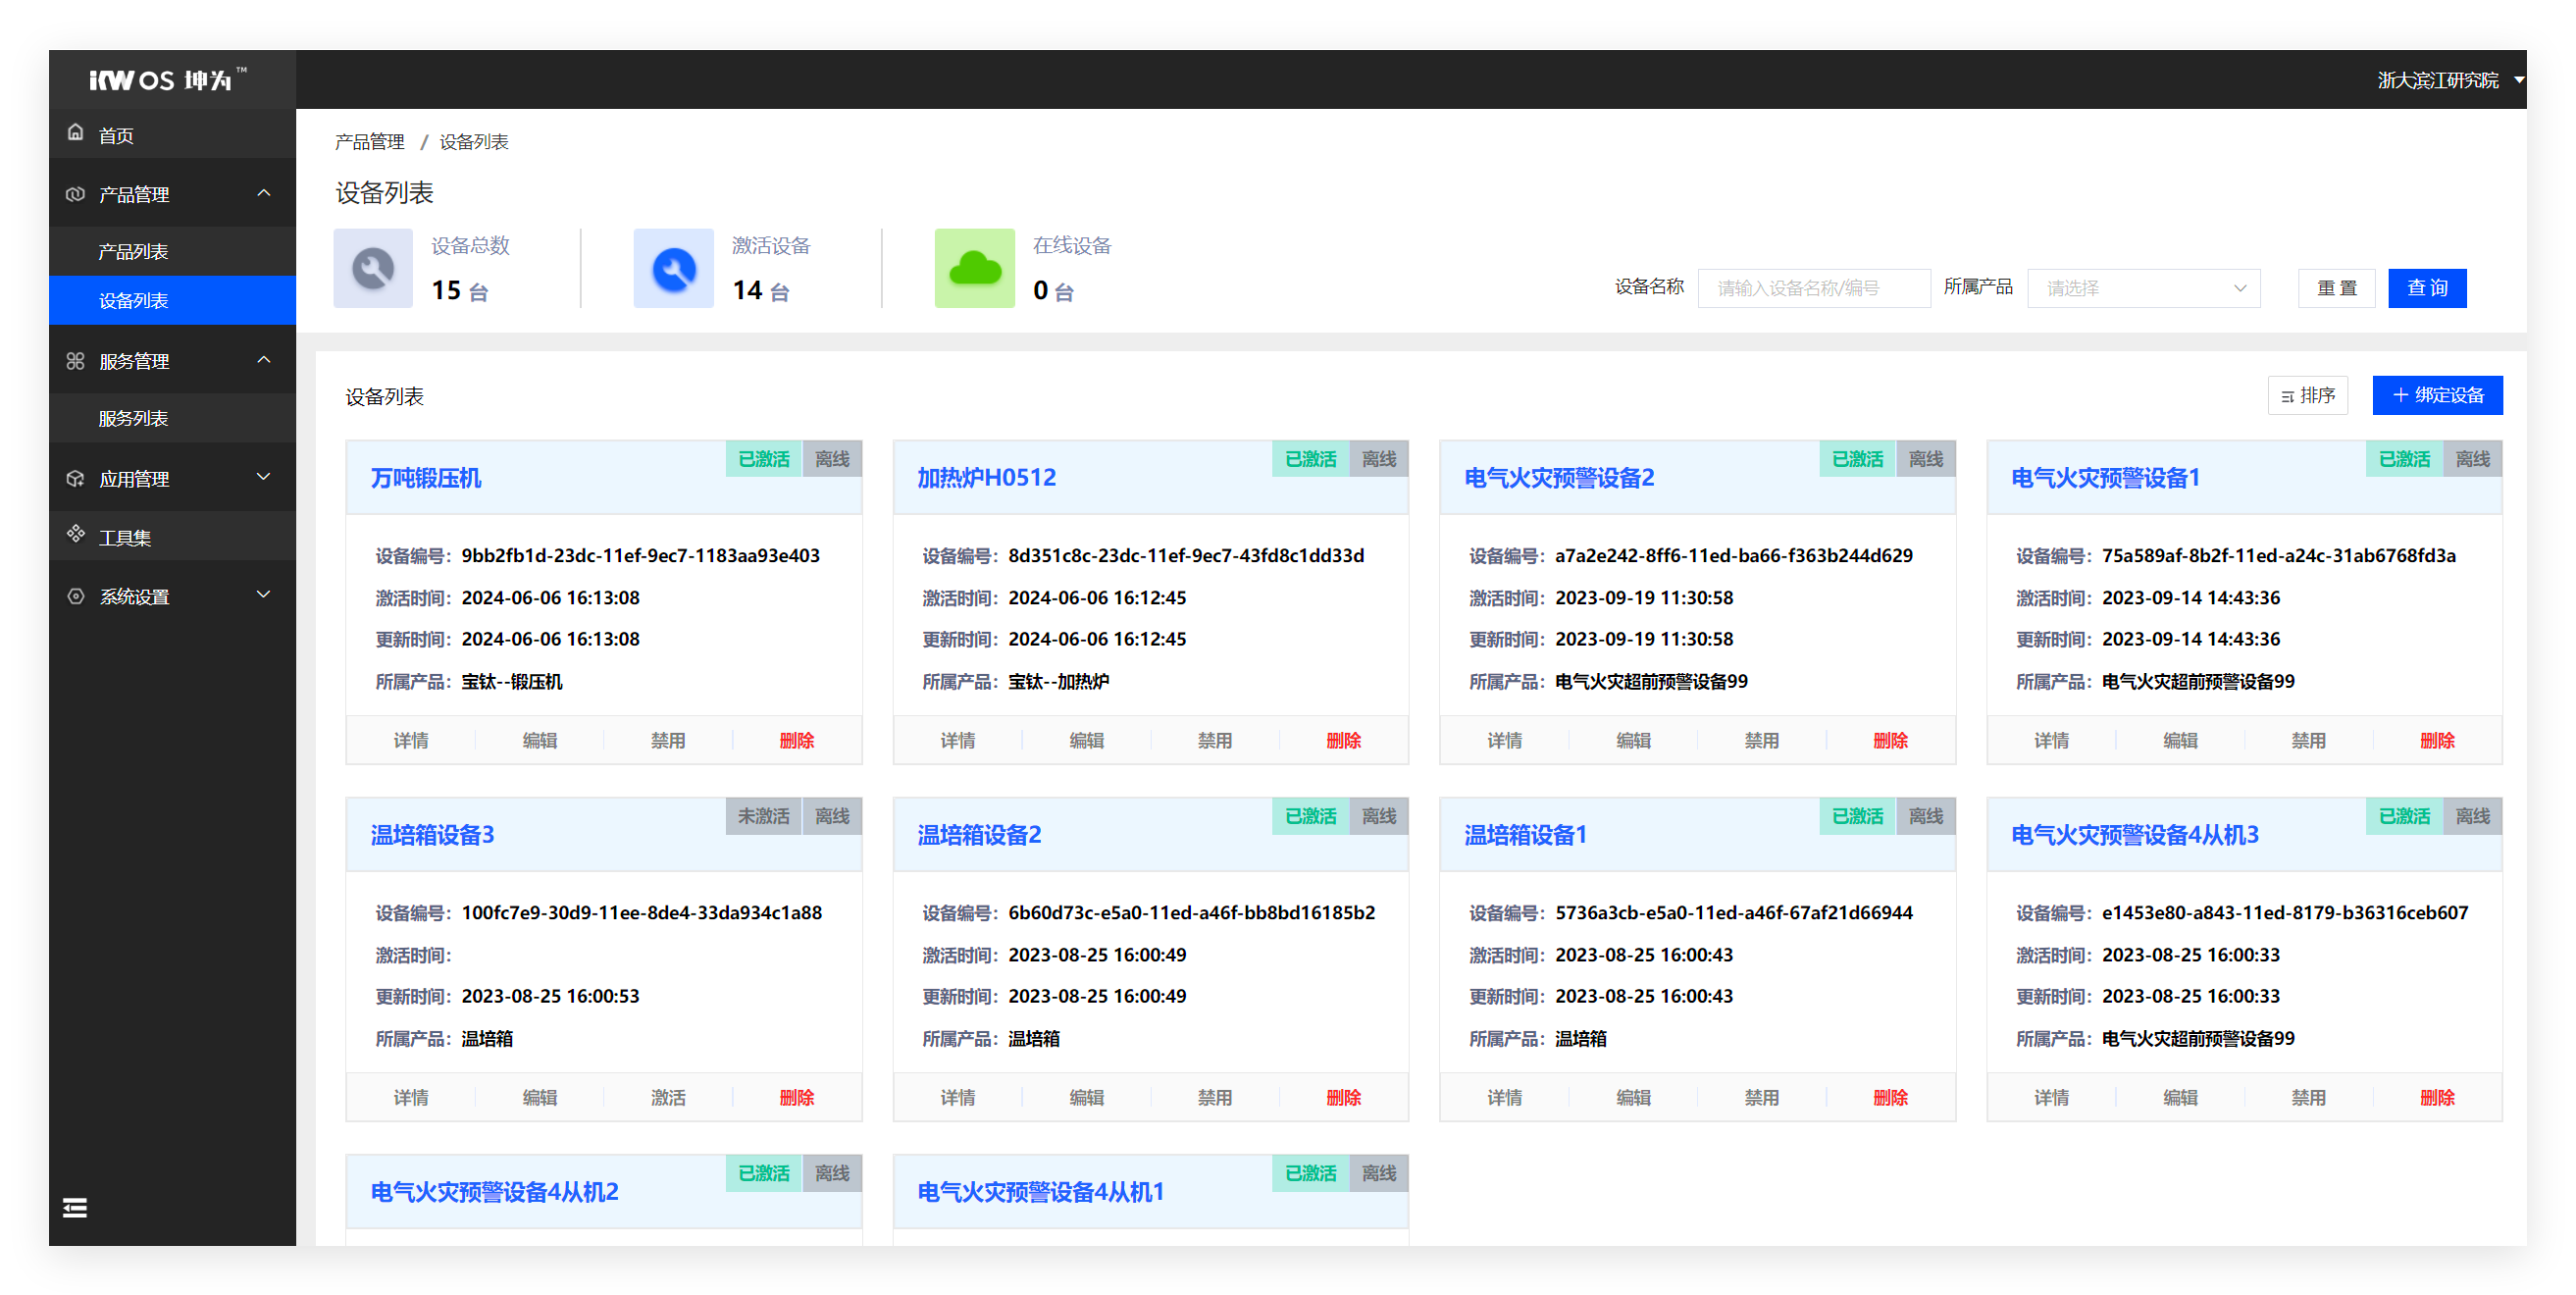 KWOS 坤为™
浙大滨江研究院
首页
产品管理
产品列表
设备列表
服务管理
服务列表
应用管理
工具集
系统设置
产品管理 / 设备列表
设备列表
设备总数
15 台
激活设备
14 台
在线设备
0 台
设备名称 请输入设备名称/编号 所属产品 请选择 重置 查询
设备列表
排序 + 绑定设备
万吨锻压机 已激活 离线
设备编号: 9bb2fb1d-23dc-11ef-9ec7-1183aa93e403
激活时间: 2024-06-06 16:13:08
更新时间: 2024-06-06 16:13:08
所属产品: 宝钛--锻压机
详情 编辑 禁用 删除
加热炉H0512 已激活 离线
设备编号: 8d351c8c-23dc-11ef-9ec7-43fd8c1dd33d
激活时间: 2024-06-06 16:12:45
更新时间: 2024-06-06 16:12:45
所属产品: 宝钛--加热炉
详情 编辑 禁用 删除
电气火灾预警设备2 已激活 离线
设备编号: a7a2e242-8ff6-11ed-ba66-f363b244d629
激活时间: 2023-09-19 11:30:58
更新时间: 2023-09-19 11:30:58
所属产品: 电气火灾超前预警设备99
详情 编辑 禁用 删除
电气火灾预警设备1 已激活 离线
设备编号: 75a589af-8b2f-11ed-a24c-31ab6768fd3a
激活时间: 2023-09-14 14:43:36
更新时间: 2023-09-14 14:43:36
所属产品: 电气火灾超前预警设备99
详情 编辑 禁用 删除
温培箱设备3 未激活 离线
设备编号: 100fc7e9-30d9-11ee-8de4-33da934c1a88
激活时间:
更新时间: 2023-08-25 16:00:53
所属产品: 温培箱
详情 编辑 激活 删除
温培箱设备2 已激活 离线
设备编号: 6b60d73c-e5a0-11ed-a46f-bb8bd16185b2
激活时间: 2023-08-25 16:00:49
更新时间: 2023-08-25 16:00:49
所属产品: 温培箱
详情 编辑 禁用 删除
温培箱设备1 已激活 离线
设备编号: 5736a3cb-e5a0-11ed-a46f-67af21d66944
激活时间: 2023-08-25 16:00:43
更新时间: 2023-08-25 16:00:43
所属产品: 温培箱
详情 编辑 禁用 删除
电气火灾预警设备4从机3 已激活 离线
设备编号: e1453e80-a843-11ed-8179-b36316ceb607
激活时间: 2023-08-25 16:00:33
更新时间: 2023-08-25 16:00:33
所属产品: 电气火灾超前预警设备99
详情 编辑 禁用 删除
电气火灾预警设备4从机2 已激活 离线
电气火灾预警设备4从机1 已激活 离线